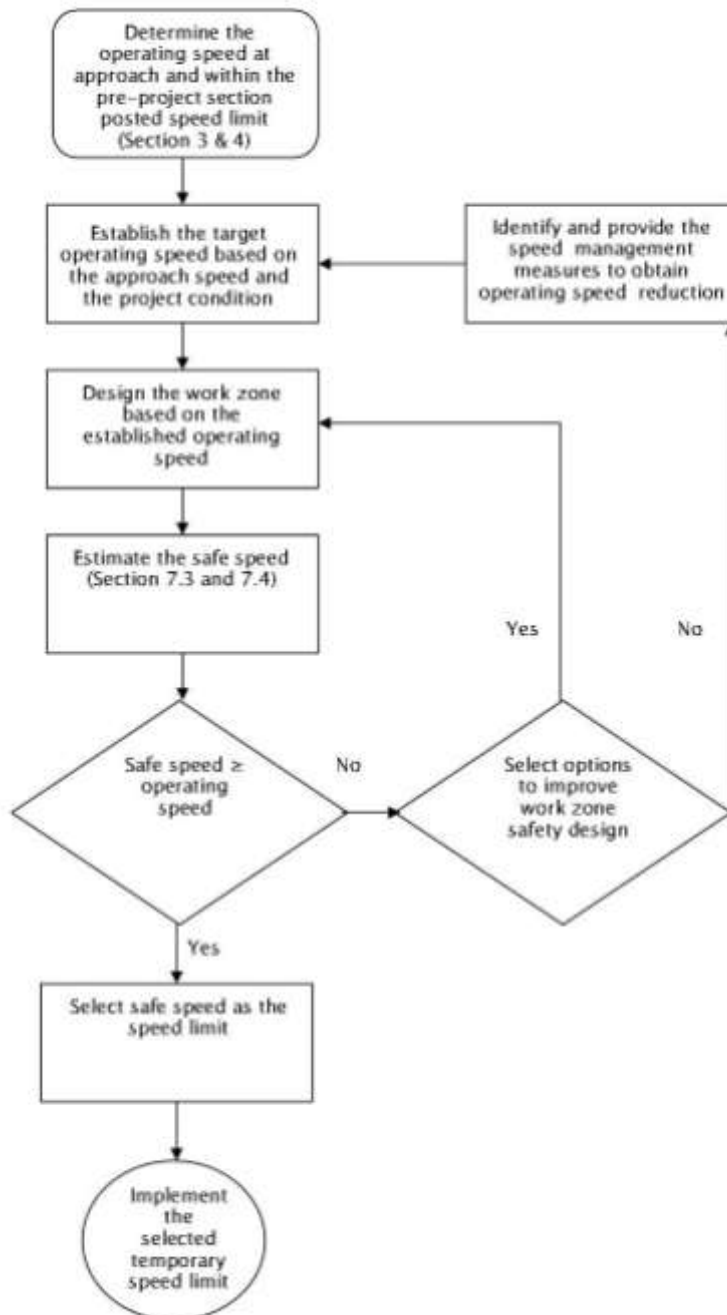 Determine the
operating speed at
approach and within the
pre-project section
posted speed limit
(Section 3 & 4)
Establish the target
operating speed based on
the approach speed and
the project condition
Identify and provide the
speed management
measures to obtain
operating speed reduction
Design the work zone
based on the
established operating
speed
Estimate the safe speed
(Section 7.3 and 7.4)
Yes
No
Safe speed ≥
operating
speed
No
Select options
to improve
work zone
safety design
Yes
Select safe speed as the
speed limit
Implement
the
selected
temporary
speed limit